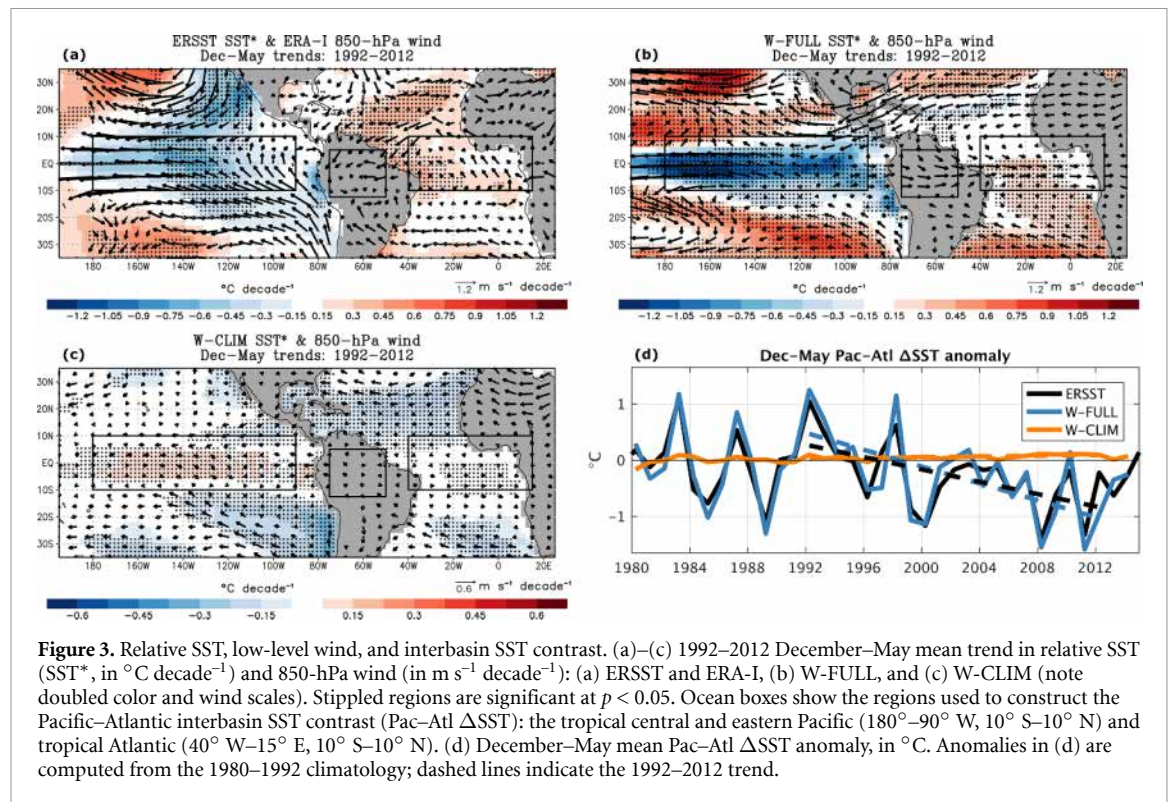 (a)
ERSST SST* & ERA-I 850-hPa wind
Dec-May trends: 1992-2012
30N
20N
10N
EQ
10S
20S
30S
180 160W 140W 120W 100W 80W 60W 40W 20W 0 20E
°C decade⁻¹
1.2 m s⁻¹ decade⁻¹
-1.2 -1.05 -0.9 -0.75 -0.6 -0.45 -0.3 -0.15 0.15 0.3 0.45 0.6 0.75 0.9 1.05 1.2
(b)
W-FULL SST* & 850-hPa wind
Dec-May trends: 1992-2012
30N
20N
10N
EQ
10S
20S
30S
180 160W 140W 120W 100W 80W 60W 40W 20W 0 20E
°C decade⁻¹
1.2 m s⁻¹ decade⁻¹
-1.2 -1.05 -0.9 -0.75 -0.6 -0.45 -0.3 -0.15 0.15 0.3 0.45 0.6 0.75 0.9 1.05 1.2
(c)
W-CLIM SST* & 850-hPa wind
Dec-May trends: 1992-2012
30N
20N
10N
EQ
10S
20S
30S
180 160W 140W 120W 100W 80W 60W 40W 20W 0 20E
°C decade⁻¹
0.6 m s⁻¹ decade⁻¹
-0.6 -0.45 -0.3 -0.15 0.15 0.3 0.45 0.6
(d)
Dec-May Pac-Atl ΔSST anomaly
1
0
-1
°C
ERSST
W-FULL
W-CLIM
1980 1984 1988 1992 1996 2000 2004 2008 2012
Figure 3. Relative SST, low-level wind, and interbasin SST contrast. (a)–(c) 1992–2012 December–May mean trend in relative SST
(SST*, in °C decade⁻¹) and 850-hPa wind (in m s⁻¹ decade⁻¹): (a) ERSST and ERA-I, (b) W-FULL, and (c) W-CLIM (note
doubled color and wind scales). Stippled regions are significant at p < 0.05. Ocean boxes show the regions used to construct the
Pacific–Atlantic interbasin SST contrast (Pac–Atl ΔSST): the tropical central and eastern Pacific (180°–90° W, 10° S–10° N) and
tropical Atlantic (40° W–15° E, 10° S–10° N). (d) December–May mean Pac–Atl ΔSST anomaly, in °C. Anomalies in (d) are
computed from the 1980–1992 climatology; dashed lines indicate the 1992–2012 trend.